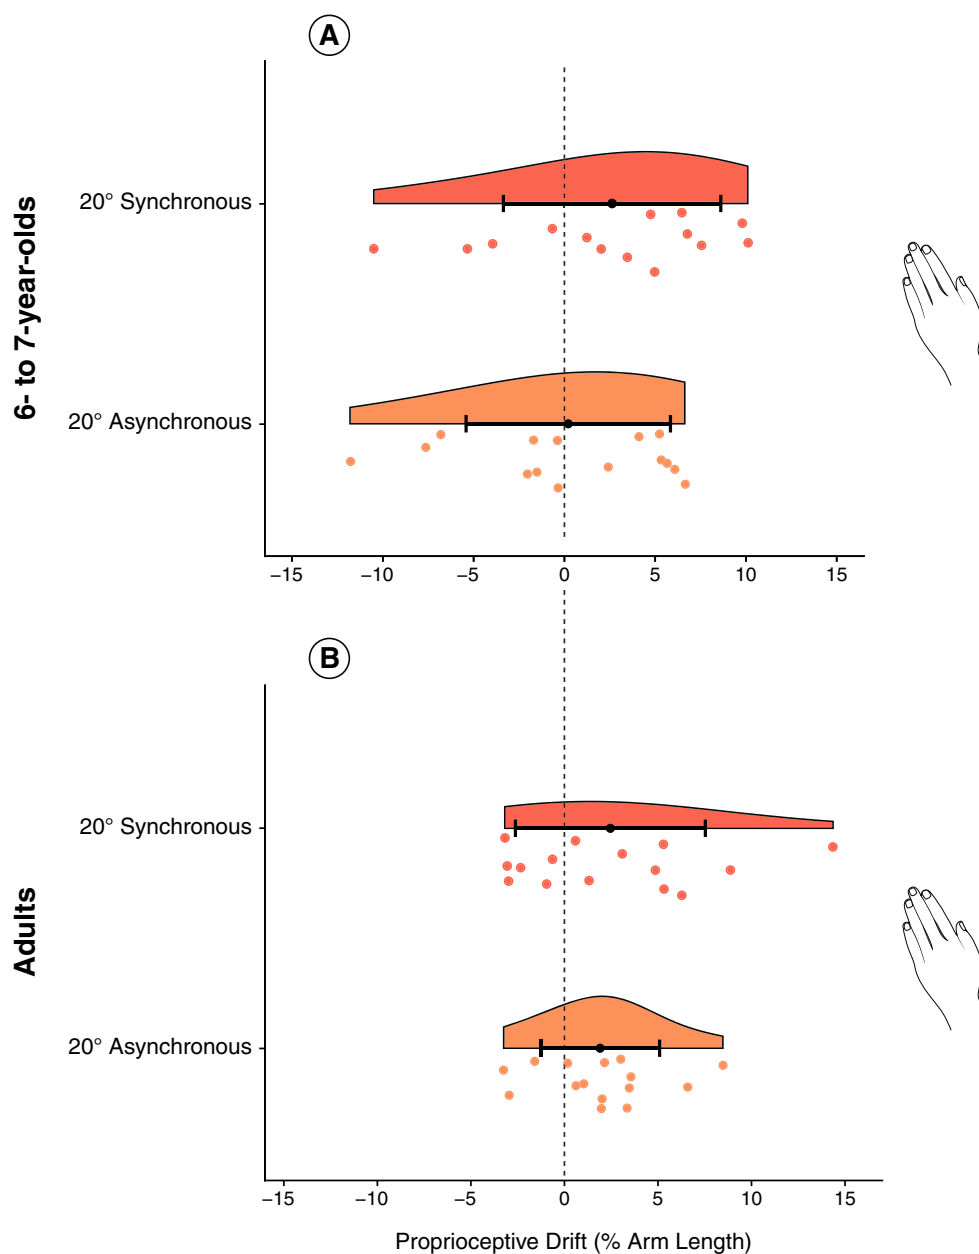 A
6- to 7-year-olds
20° Synchronous
20° Asynchronous
−15 −10 −5 0 5 10 15
B
Adults
20° Synchronous
20° Asynchronous
−15 −10 −5 0 5 10 15
Proprioceptive Drift (% Arm Length)